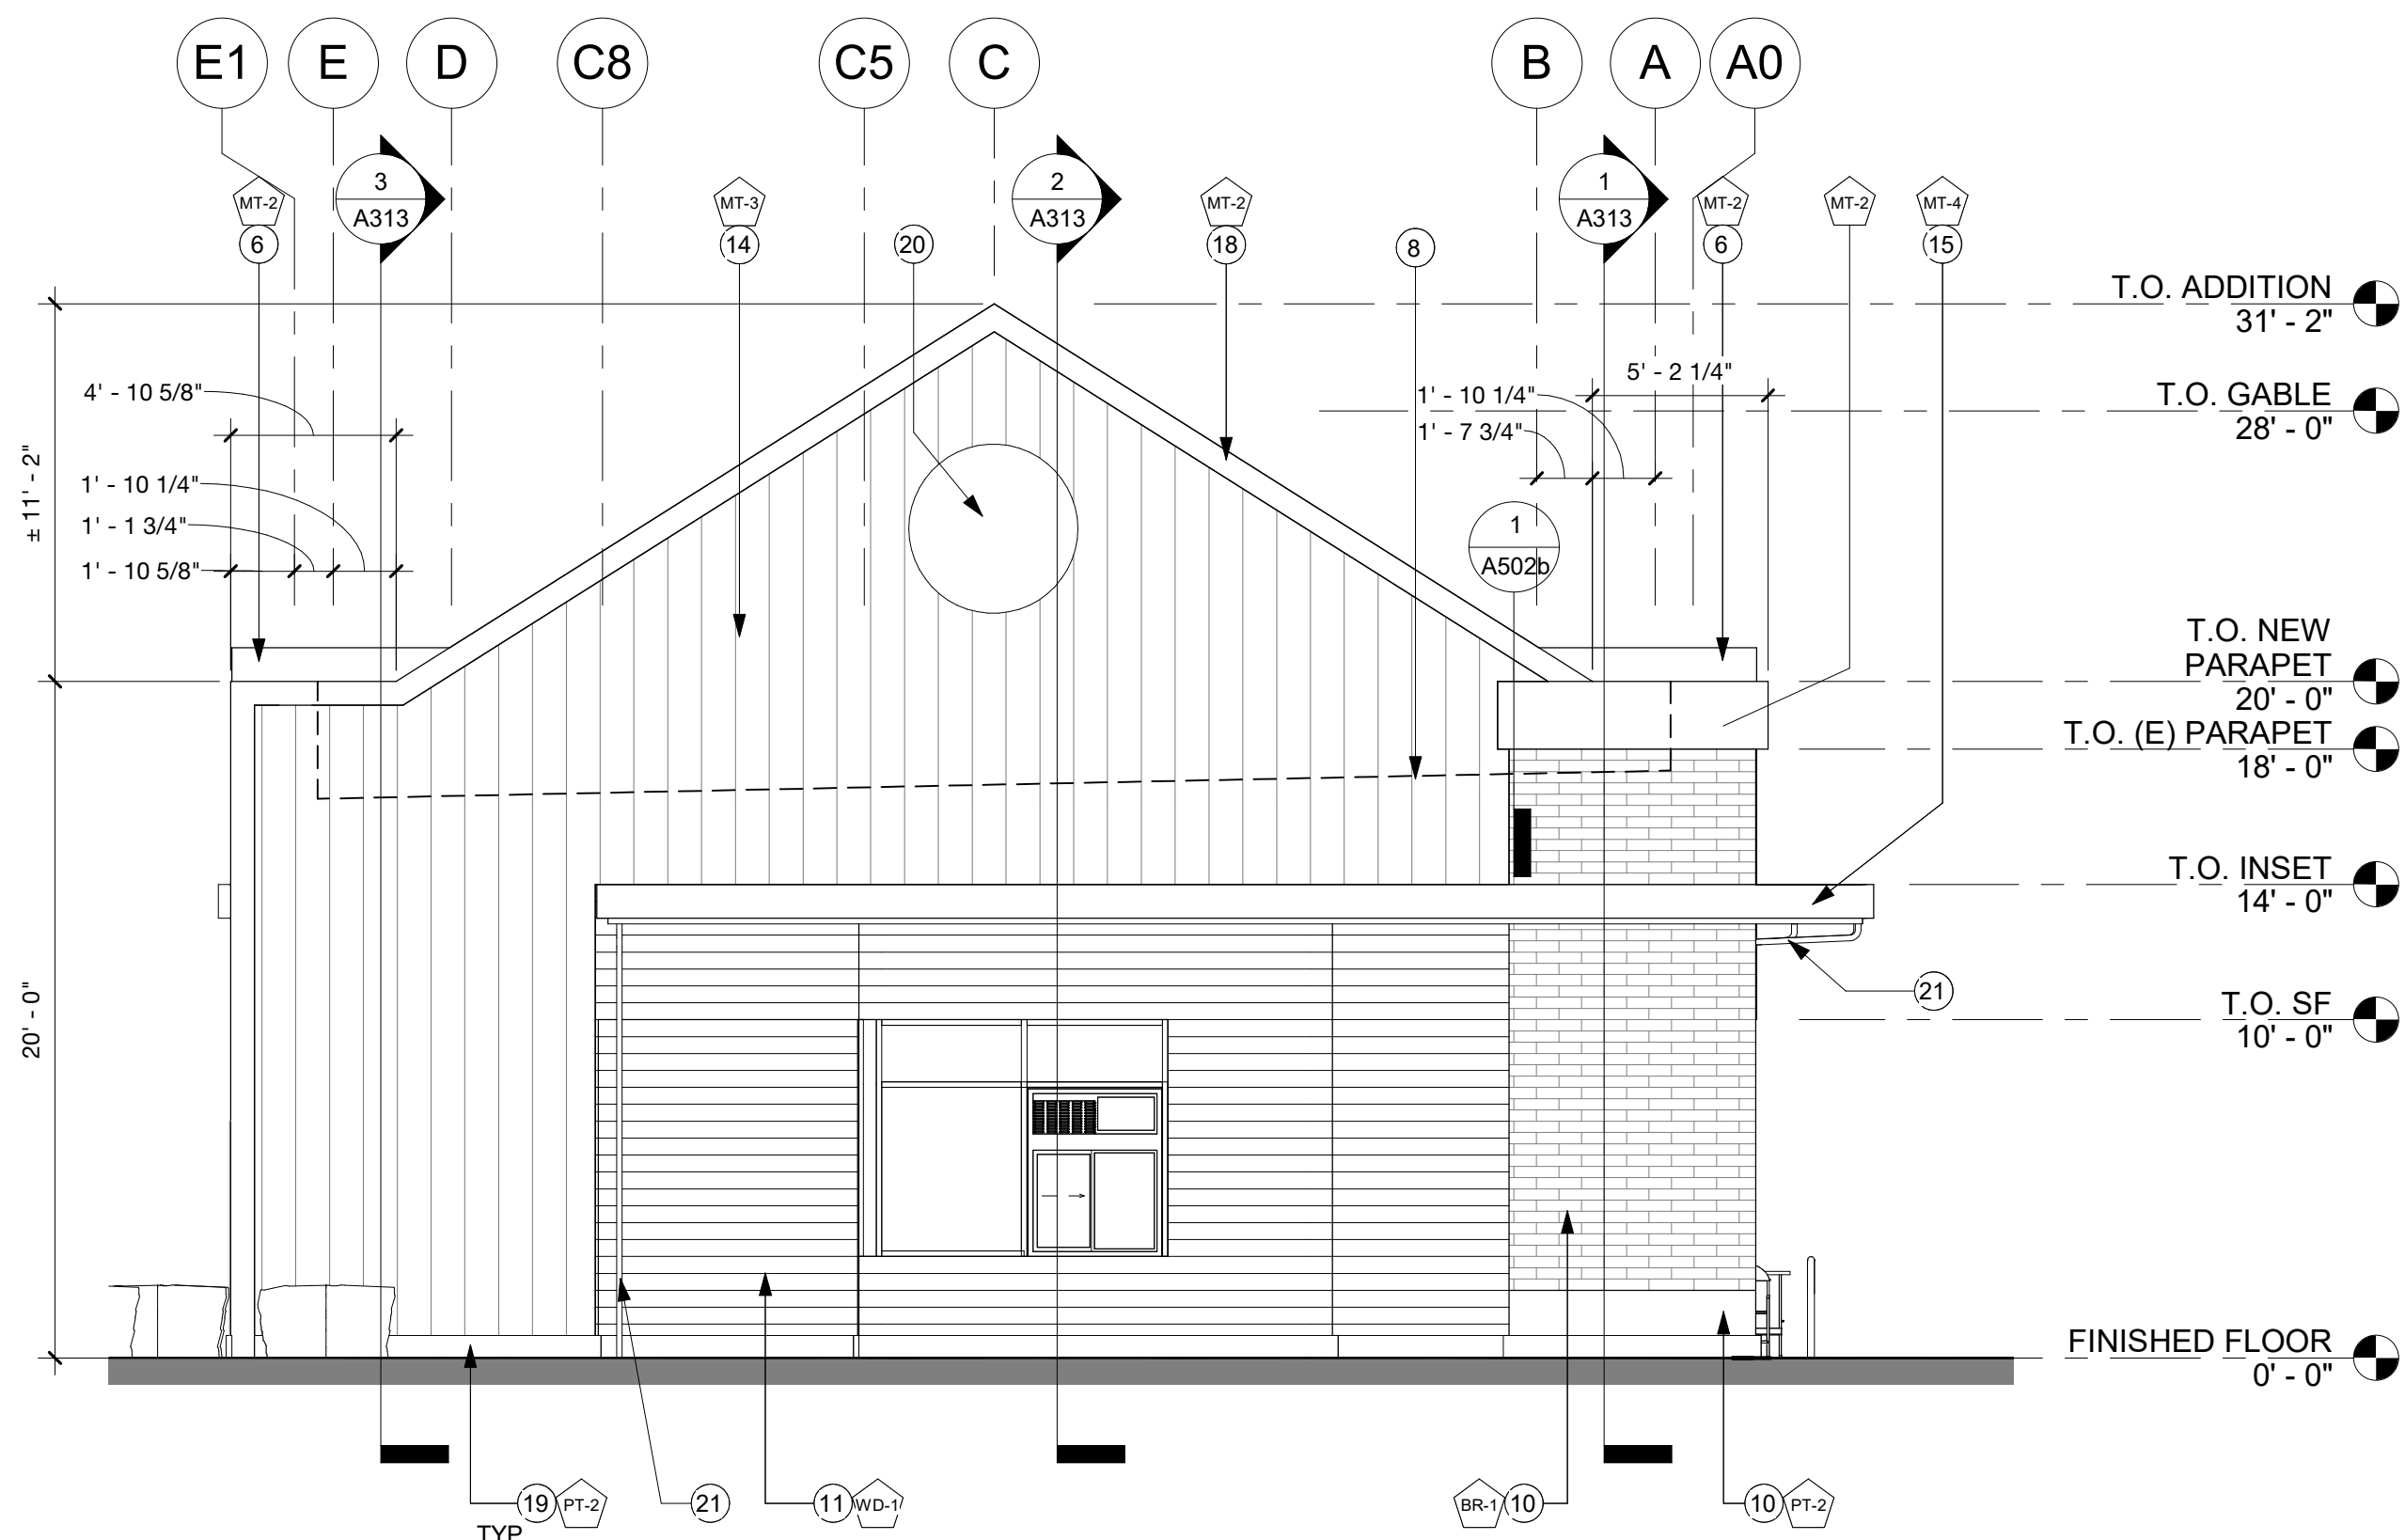 E1 E D C8 C5 C B A A0
3 2 1
A313 A313 A313
MT-2 MT-3 MT-2 MT-2 MT-2 MT-4
6 14 20 18 8 6 15
T.O. ADDITION
31' - 2"
5' - 2 1/4"
4' - 10 5/8"
1' - 10 1/4"
T.O. GABLE
28' - 0"
1' - 7 3/4"
± 11' - 2"
1' - 10 1/4"
1' - 1 3/4"
1' - 10 5/8"
1
A502b
T.O. NEW
PARAPET
20' - 0"
T.O. (E) PARAPET
18' - 0"
T.O. INSET
14' - 0"
21
T.O. SF
10' - 0"
20' - 0"
FINISHED FLOOR
0' - 0"
19 PT-2 21 11 WD-1 BR-1 10 10 PT-2
TYP